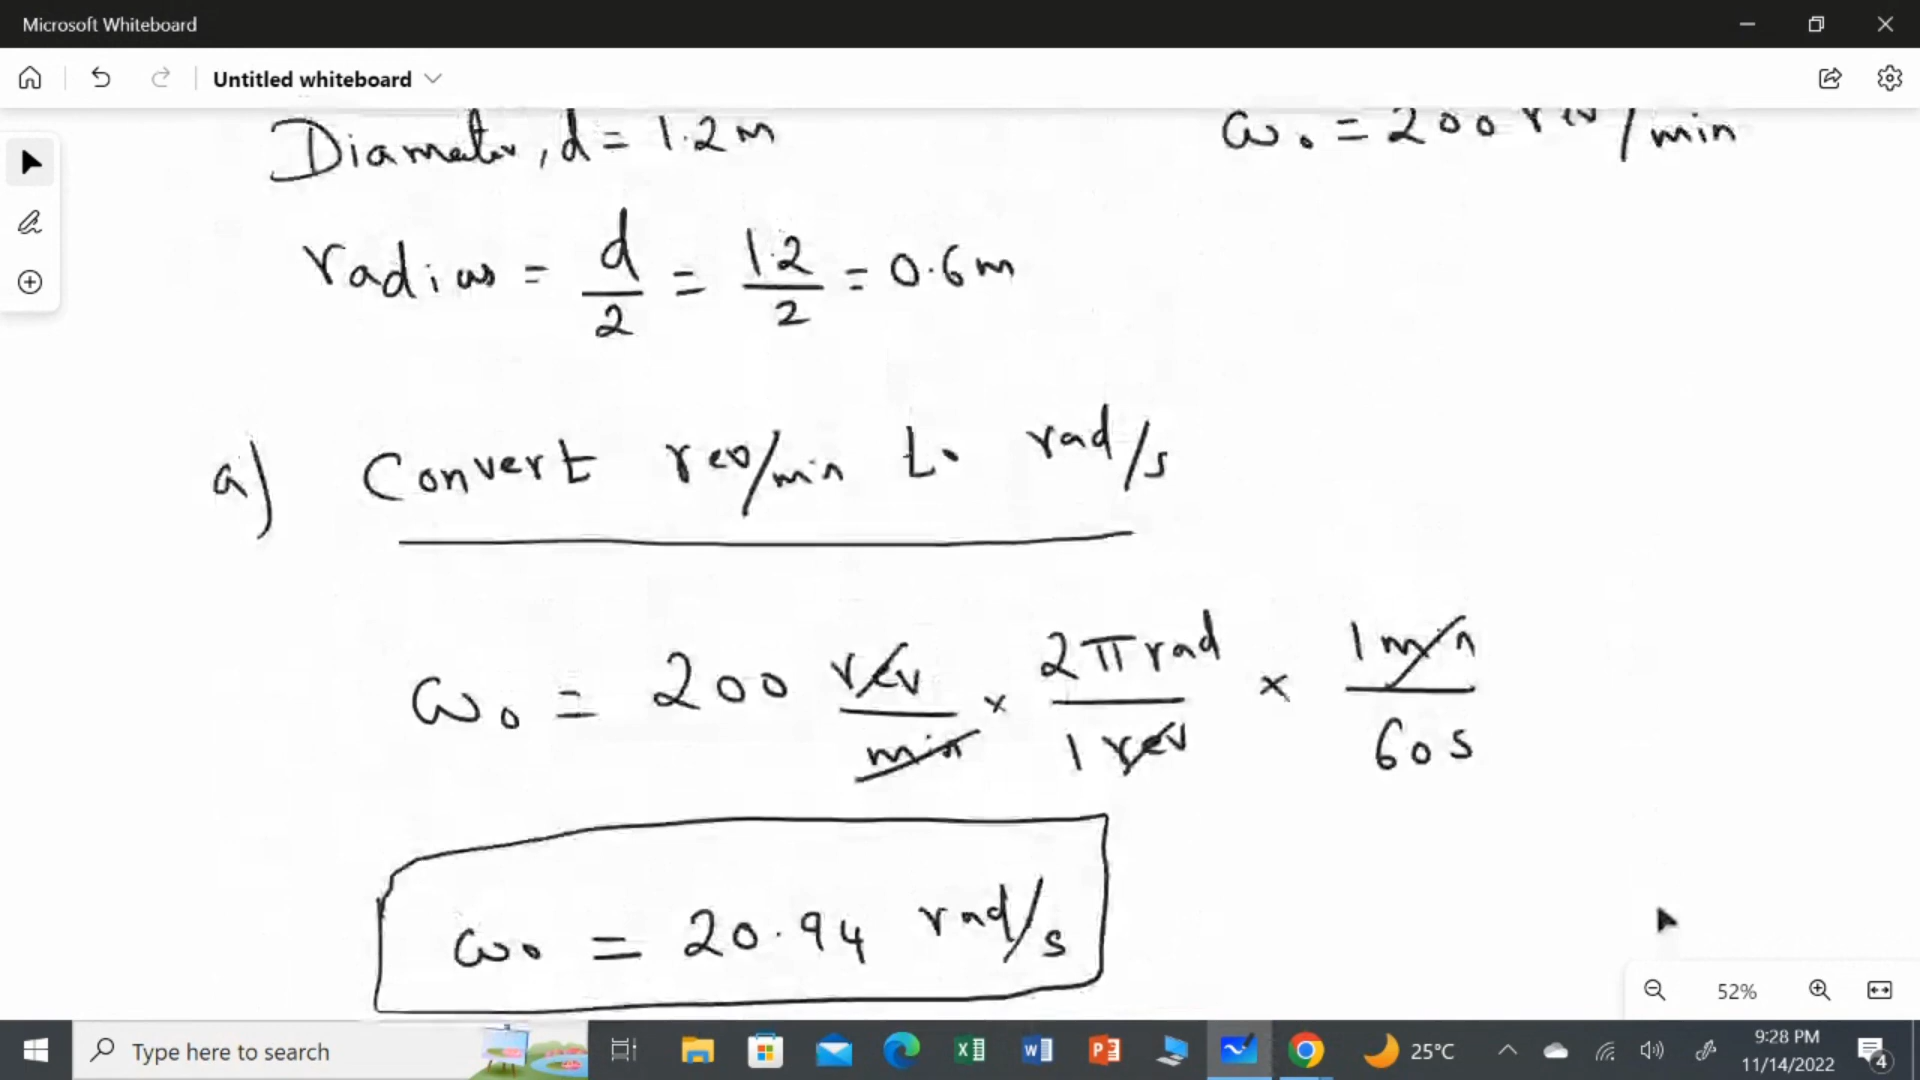 Microsoft Whiteboard
Untitled whiteboard
Diameter, d = 1.2m
ω₀ = 200 rev/min
radius = d/2 = 1.2/2 = 0.6m
a) Convert rev/min to rad/s
ω₀ = 200 rev/min × 2π rad/1 rev × 1 min/60 s
ω₀ = 20.94 rad/s
52%
Type here to search
25°C
9:28 PM
11/14/2022
4